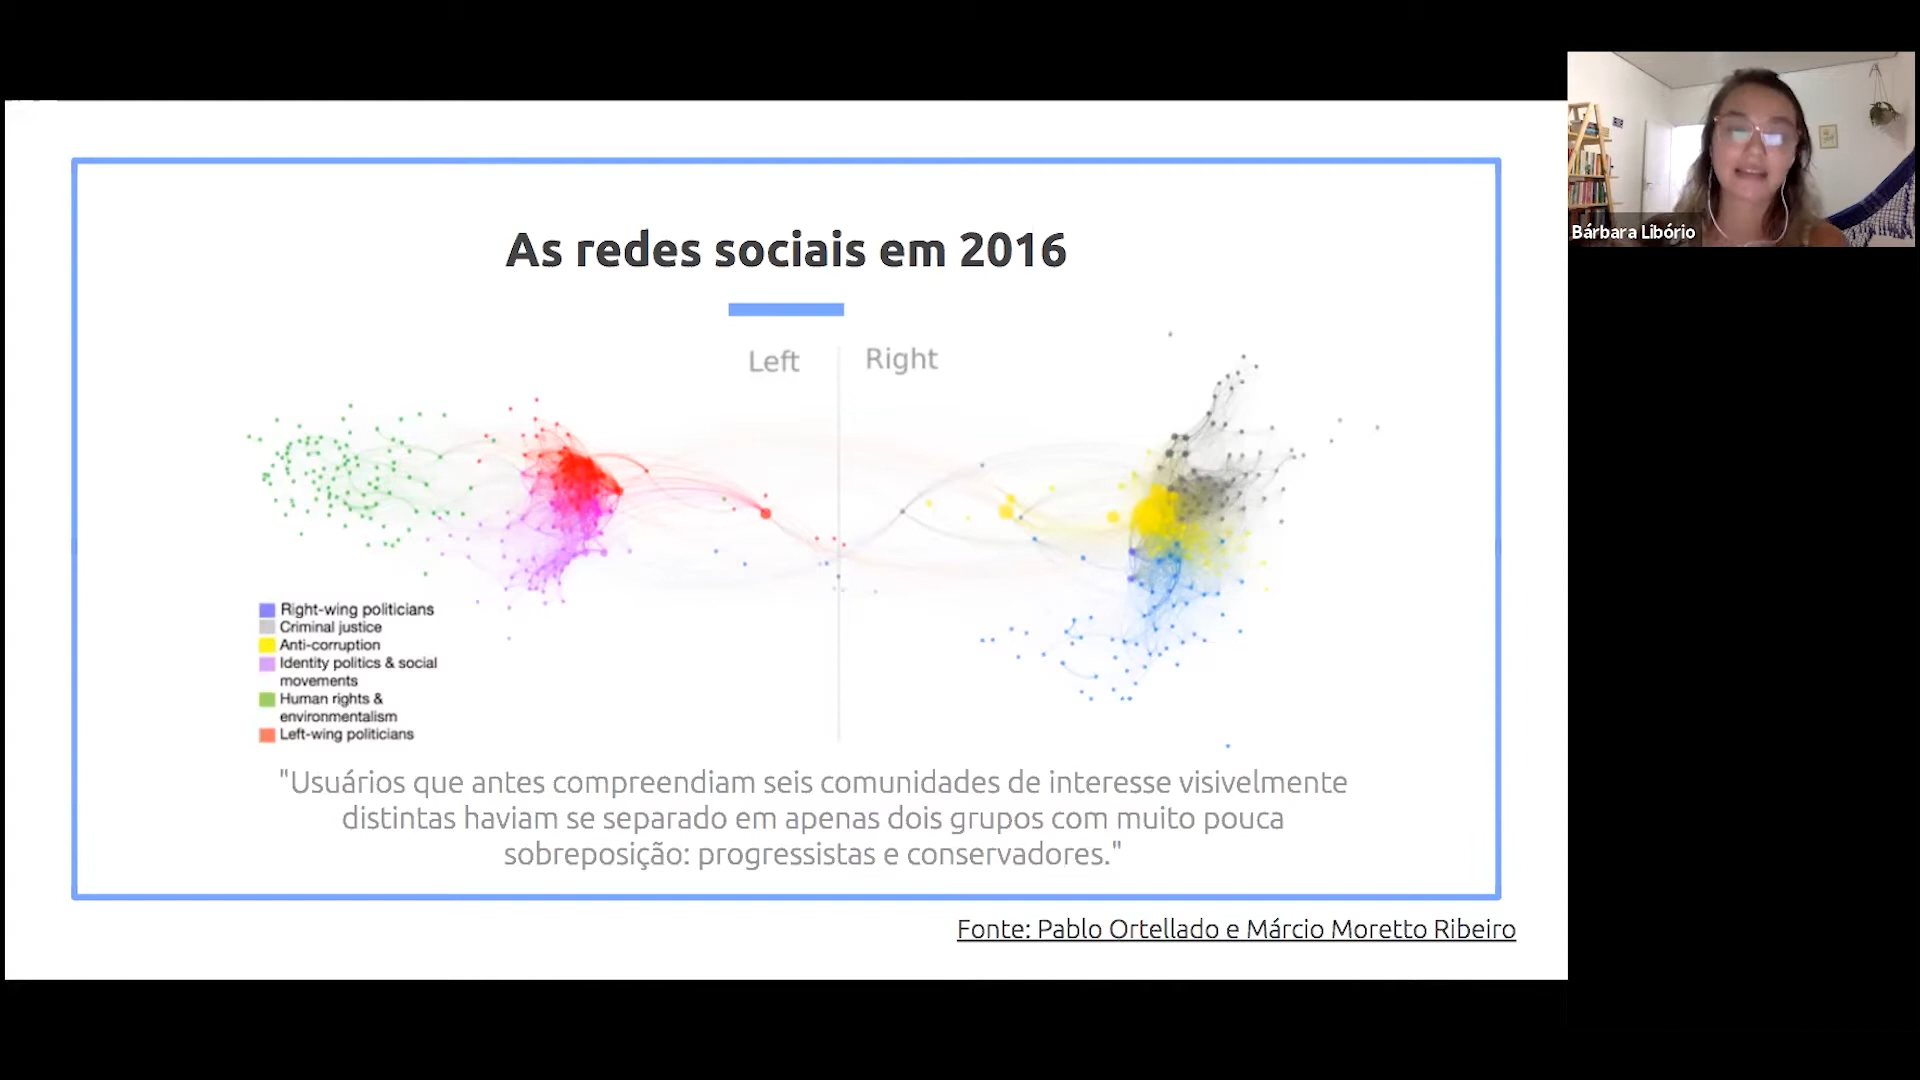 As redes sociais em 2016
Left
Right
Right-wing politicians
Criminal justice
Anti-corruption
Identity politics & social
movements
Human rights &
environmentalism
Left-wing politicians
"Usuários que antes compreendiam seis comunidades de interesse visivelmente
distintas haviam se separado em apenas dois grupos com muito pouca
sobreposição: progressistas e conservadores."
Fonte: Pablo Ortellado e Márcio Moretto Ribeiro
Bárbara Libório